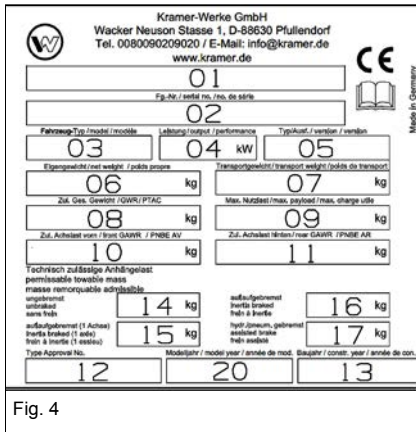 Kramer-Werke GmbH
Wacker Neuson Stasse 1, D-88630 Pfullendorf
Tel. 0080090209020 / E-Mail: info@kramer.de
www.kramer.de
CE
Made in Germany
01
Fg.-Nr./ serial no. / no. de série
02
Fahrzeug-Typ / model / modéle
Leistung / output / performance
Typ/Ausf. / version / version
03
04 kW
05
Eigengewicht / net weight / poids propre
Transportgewicht / transport weight / poids de transport
06 kg
07 kg
Zul. Ges. Gewicht / GWR / PTAC
Max. Nutzlast / max. payload / max. charge utile
08 kg
09 kg
Zul. Achslast vorn / front GAWR / PNBE AV
Zul. Achslast hinten / rear GAWR / PNBE AR
10 kg
11 kg
Technisch zulässige Anhängelast
permissable towable mass
masse remorquable admissible
ungebremst
unbraked
sans frein
14 kg
auflaufgebremst
inertia brake
frein à inertie
16 kg
auflaufgebremst (1 Achse)
inertia braked (1 axle)
frein à inertie (1 essieu)
15 kg
hydr./pneum. gebremst
assisted brake
frein assisté
17 kg
Type Approval No.
Modelljahr / model year / année de mod.
Baujahr / constr. year / année de con.
12
20
13
Fig. 4